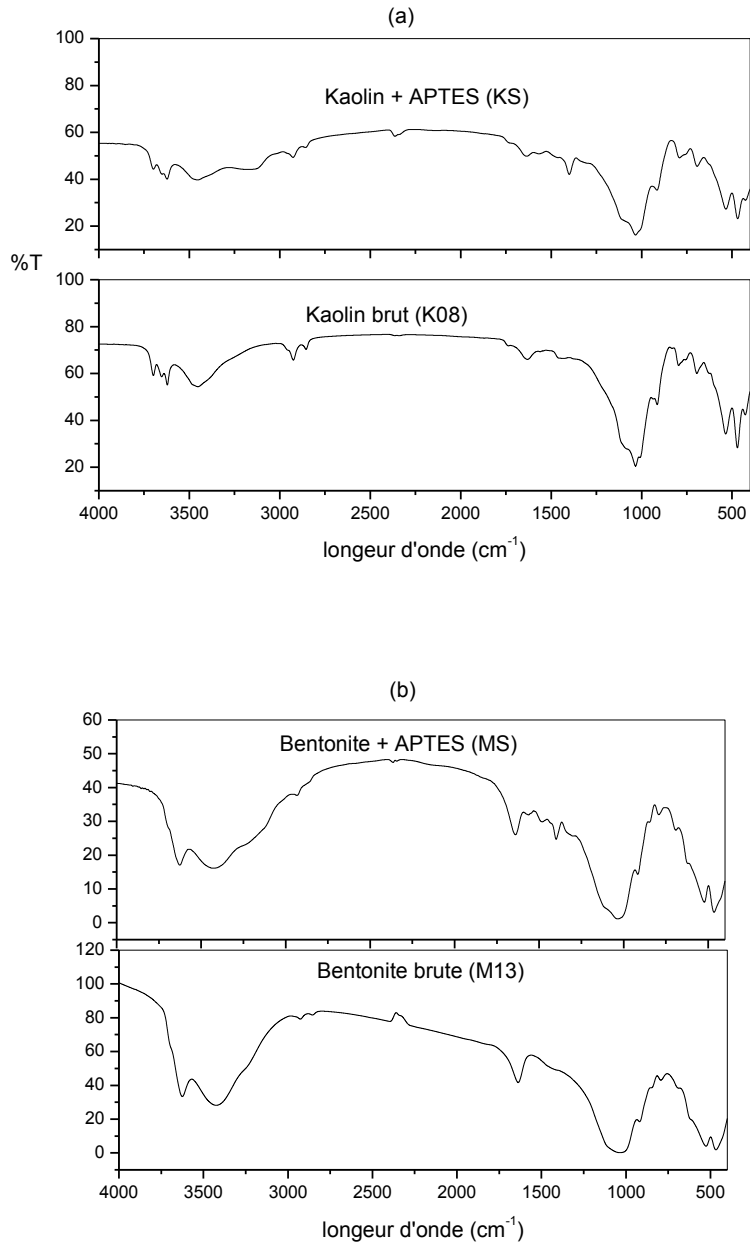 (a)
100
80
60
40
20
Kaolin + APTES (KS)
%T
100
80
60
40
20
Kaolin brut (K08)
4000 3500 3000 2500 2000 1500 1000 500
longeur d'onde (cm⁻¹)
(b)
60
50
40
30
20
10
0
Bentonite + APTES (MS)
120
100
80
60
40
20
0
Bentonite brute (M13)
4000 3500 3000 2500 2000 1500 1000 500
longeur d'onde (cm⁻¹)